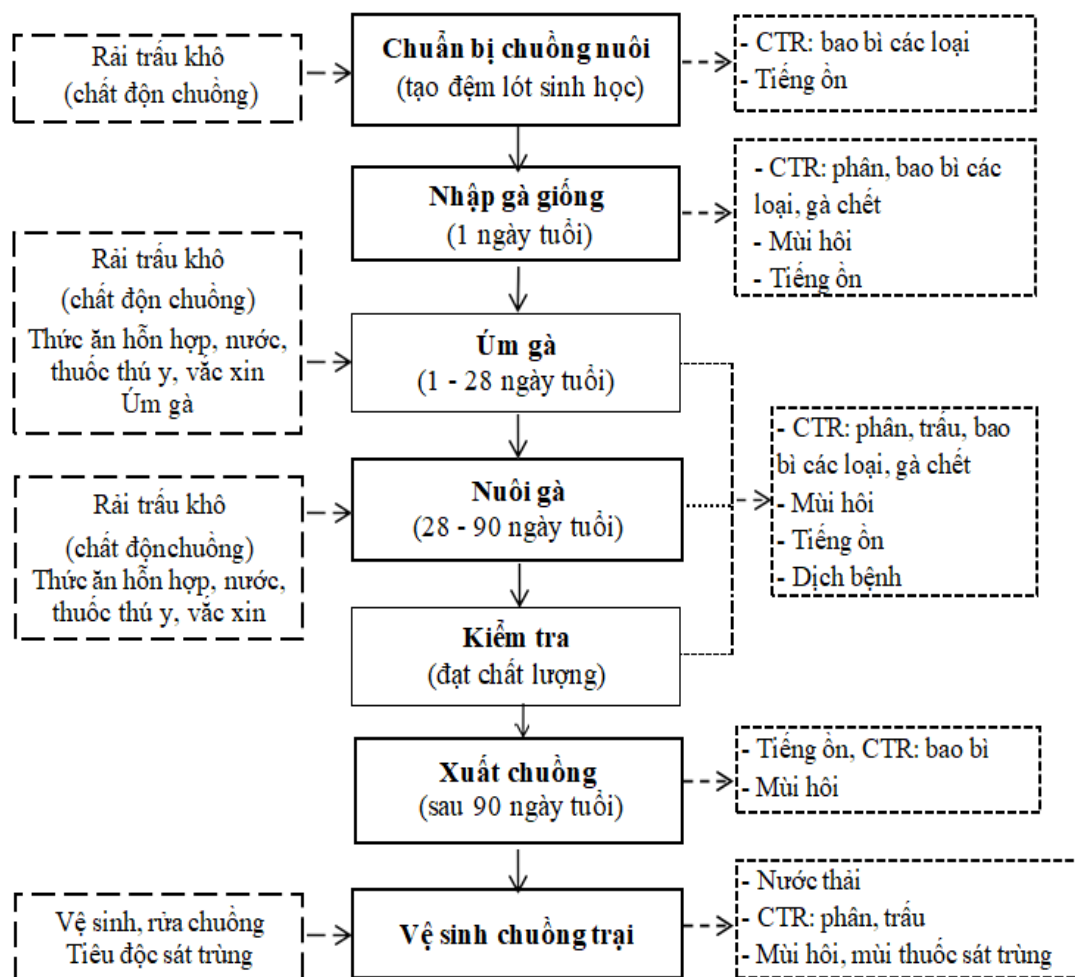 Rải trấu khô
(chất độn chuồng)
Chuẩn bị chuồng nuôi
(tạo đệm lót sinh học)
- CTR: bao bì các loại
- Tiếng ồn
Nhập gà giống
(1 ngày tuổi)
- CTR: phân, bao bì các
loại, gà chết
- Mùi hôi
- Tiếng ồn
Rải trấu khô
(chất độn chuồng)
Thức ăn hỗn hợp, nước,
thuốc thú y, vắc xin
Úm gà
Úm gà
(1 - 28 ngày tuổi)
- CTR: phân, trấu, bao
bì các loại, gà chết
- Mùi hôi
- Tiếng ồn
- Dịch bệnh
Rải trấu khô
(chất độnchuồng)
Thức ăn hỗn hợp, nước,
thuốc thú y, vắc xin
Nuôi gà
(28 - 90 ngày tuổi)
Kiểm tra
(đạt chất lượng)
Xuất chuồng
(sau 90 ngày tuổi)
- Tiếng ồn, CTR: bao bì
- Mùi hôi
Vệ sinh, rửa chuồng
Tiêu độc sát trùng
Vệ sinh chuồng trại
- Nước thải
- CTR: phân, trấu
- Mùi hôi, mùi thuốc sát trùng